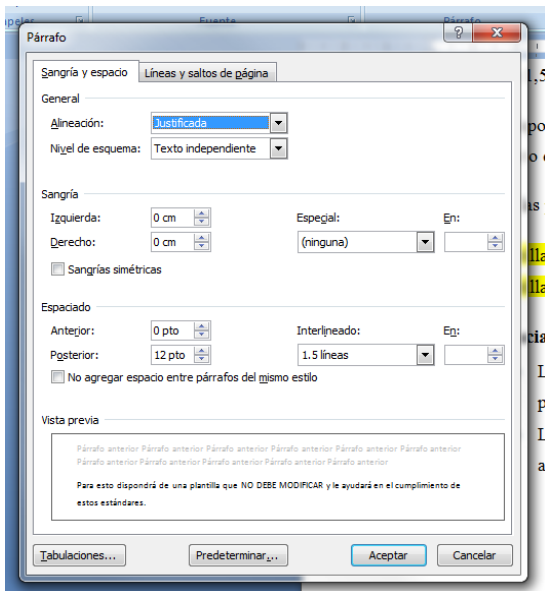 Fuente
Párrafo
Párrafo
Sangría y espacio Líneas y saltos de página
General
Alineación: Justificada
Nivel de esquema: Texto independiente
Sangría
Izquierda: 0 cm Especial: En:
Derecho: 0 cm (ninguna)
Sangrías simétricas
Espaciado
Anterior: 0 pto Interlineado: En:
Posterior: 12 pto 1.5 líneas
No agregar espacio entre párrafos del mismo estilo
Vista previa
Párrafo anterior Párrafo anterior Párrafo anterior Párrafo anterior Párrafo anterior Párrafo anterior
Párrafo anterior Párrafo anterior Párrafo anterior Párrafo anterior Párrafo anterior
Para esto dispondrá de una plantilla que NO DEBE MODIFICAR y le ayudará en el cumplimiento de
estos estándares.
Tabulaciones... Predeterminar... Aceptar Cancelar